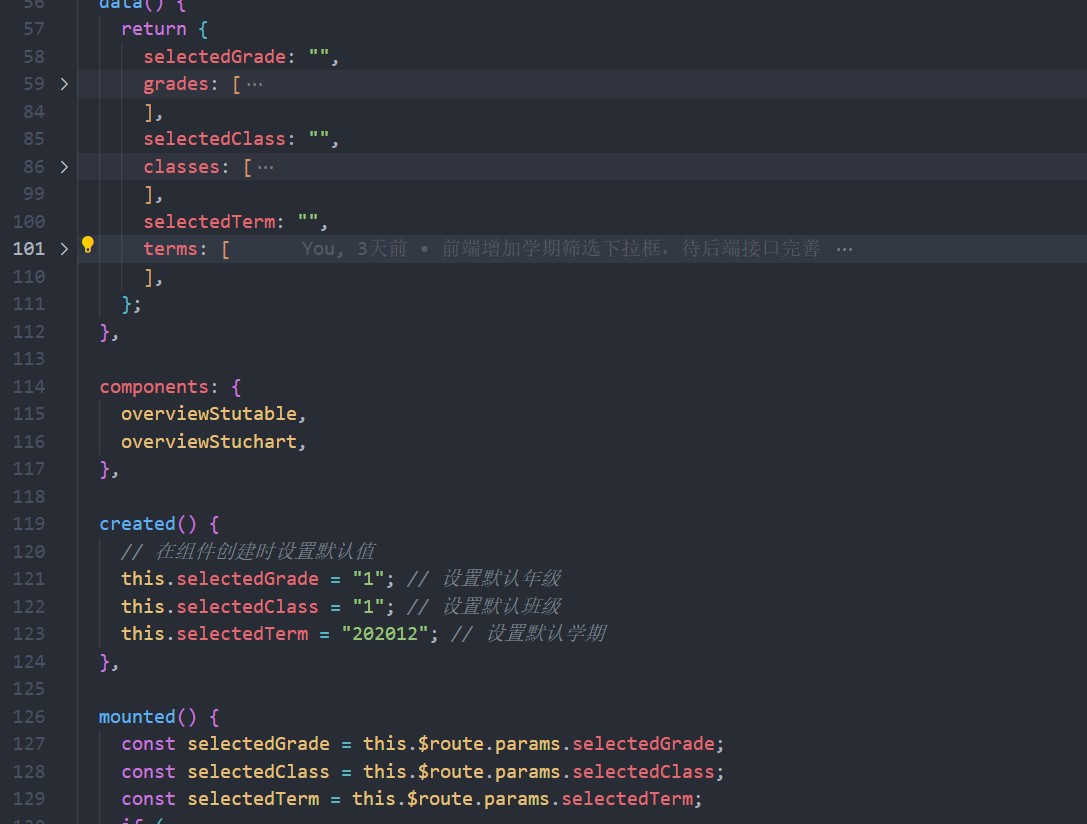 56 data() {
57 return {
58 selectedGrade: "",
59 grades: [ ···
84 ],
85 selectedClass: "",
86 classes: [ ···
99 ],
100 selectedTerm: "",
101 terms: [ You, 3天前 • 前端增加学期筛选下拉框，待后端接口完善 ···
110 ],
111 };
112 },
113
114 components: {
115 overviewStutable,
116 overviewStuchart,
117 },
118
119 created() {
120 // 在组件创建时设置默认值
121 this.selectedGrade = "1"; // 设置默认年级
122 this.selectedClass = "1"; // 设置默认班级
123 this.selectedTerm = "202012"; // 设置默认学期
124 },
125
126 mounted() {
127 const selectedGrade = this.$route.params.selectedGrade;
128 const selectedClass = this.$route.params.selectedClass;
129 const selectedTerm = this.$route.params.selectedTerm;